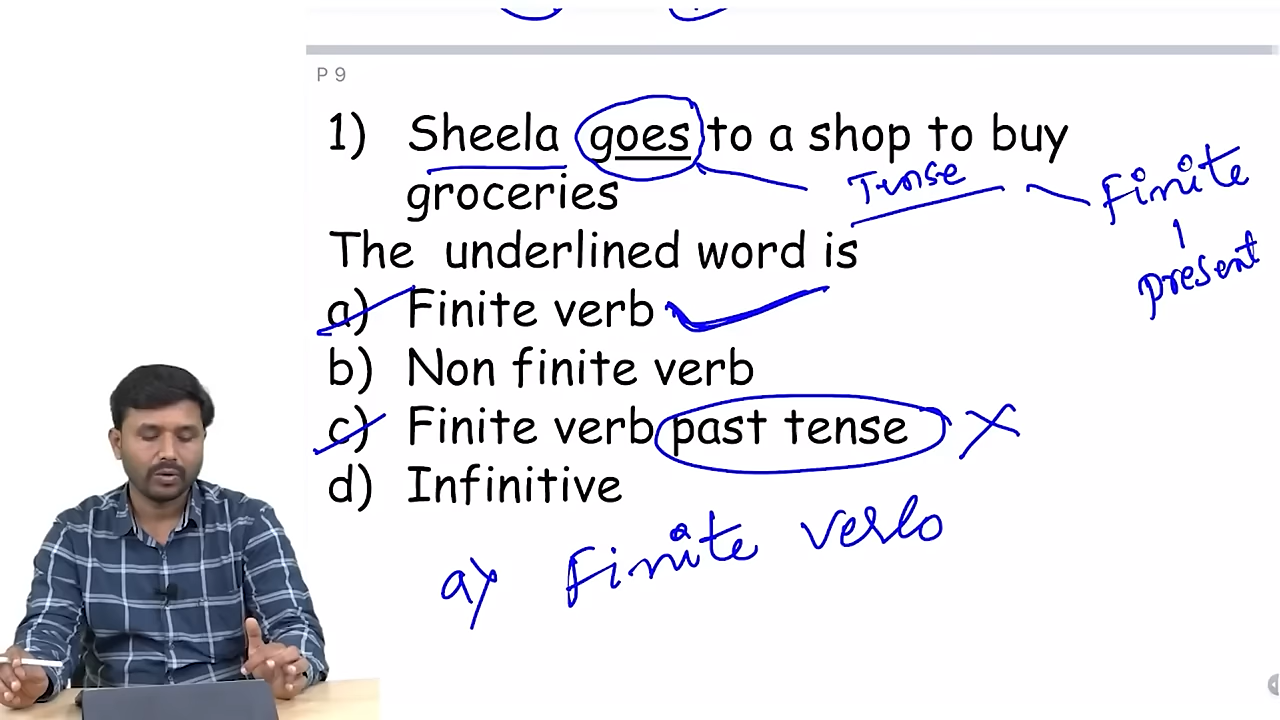 P 9
1) Sheela goes to a shop to buy
groceries
Tense
Finite
present
The underlined word is
a) Finite verb
b) Non finite verb
c) Finite verb past tense
d) Infinitive
a) Finite verb